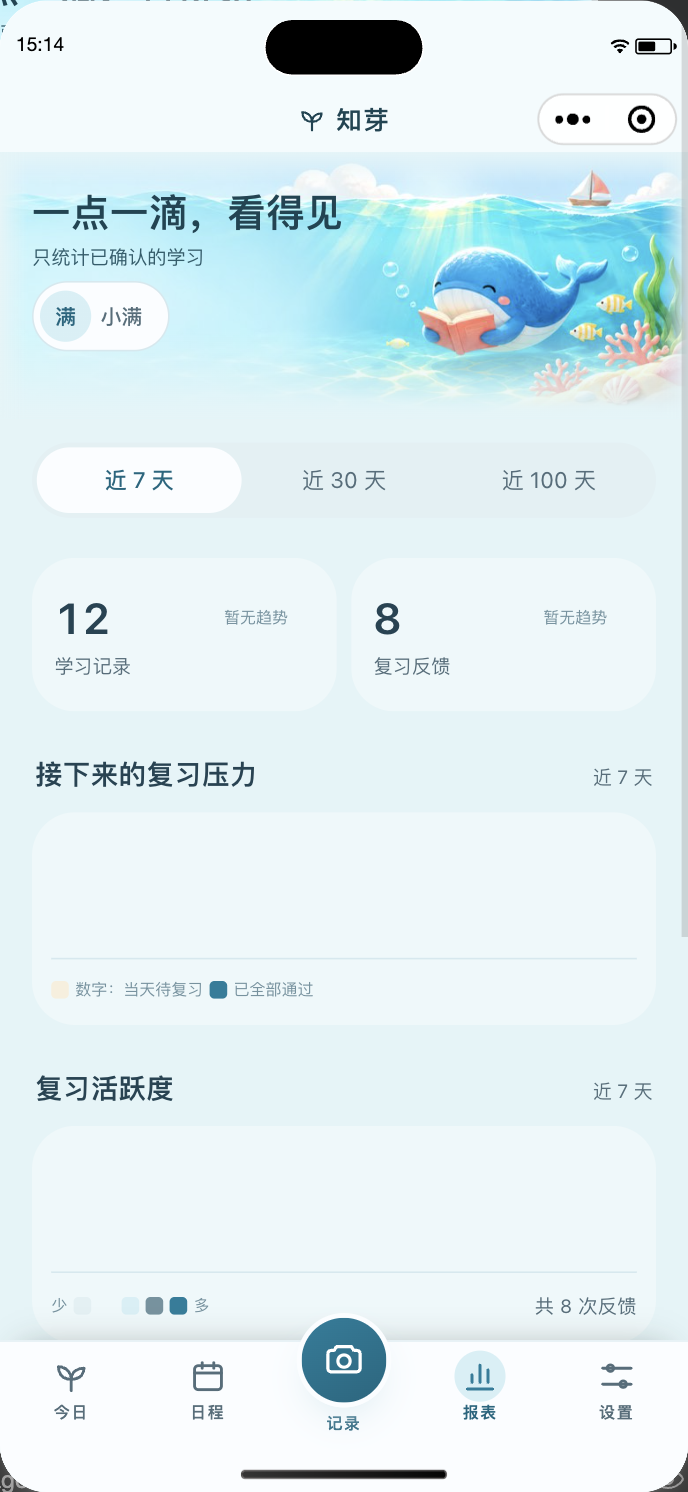 15:14
知芽
一点一滴，看得见
只统计已确认的学习
满 小满
近 7 天 近 30 天 近 100 天
12 暂无趋势
学习记录
8 暂无趋势
复习反馈
接下来的复习压力 近 7 天
数字：当天待复习 已全部通过
复习活跃度 近 7 天
少 多 共 8 次反馈
今日 日程 记录 报表 设置